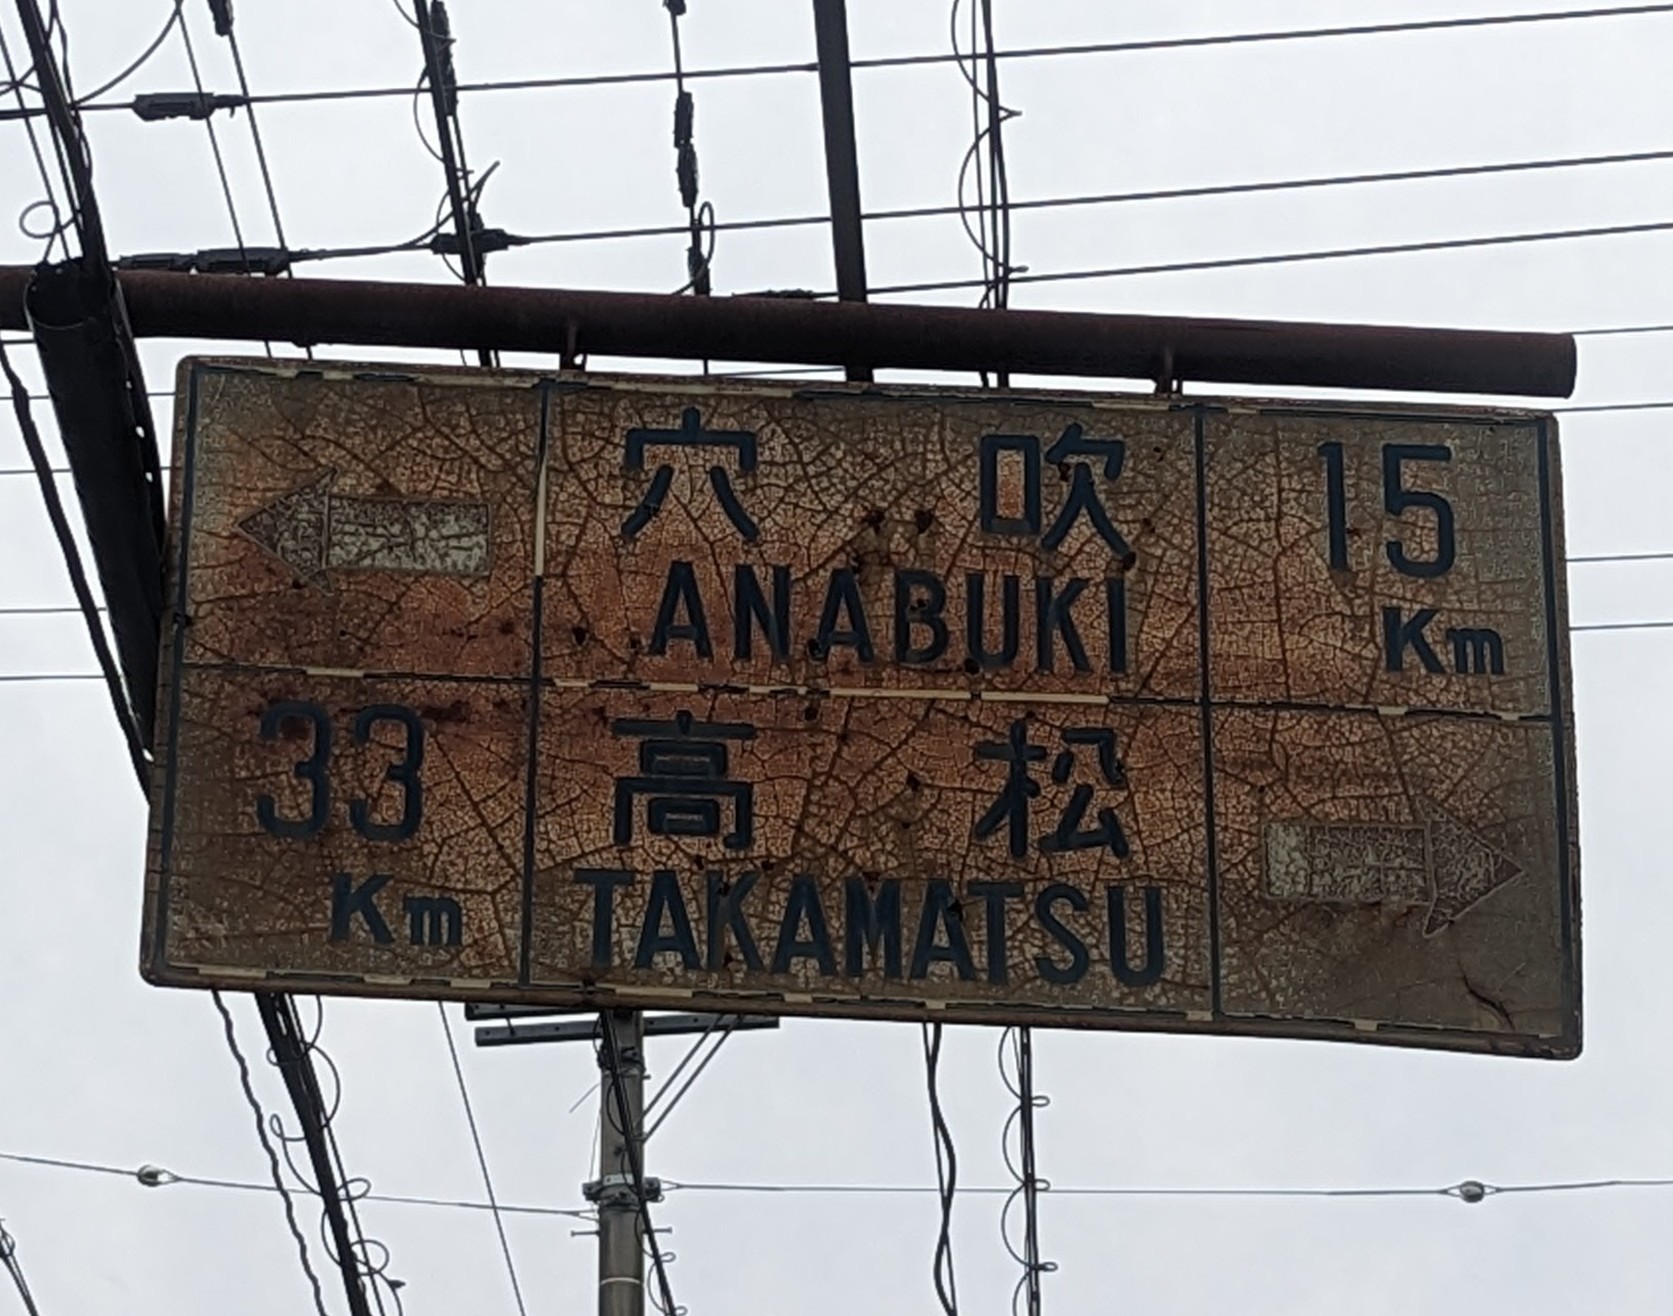 穴吹 15
ANABUKI Km
33 高松
Km TAKAMATSU